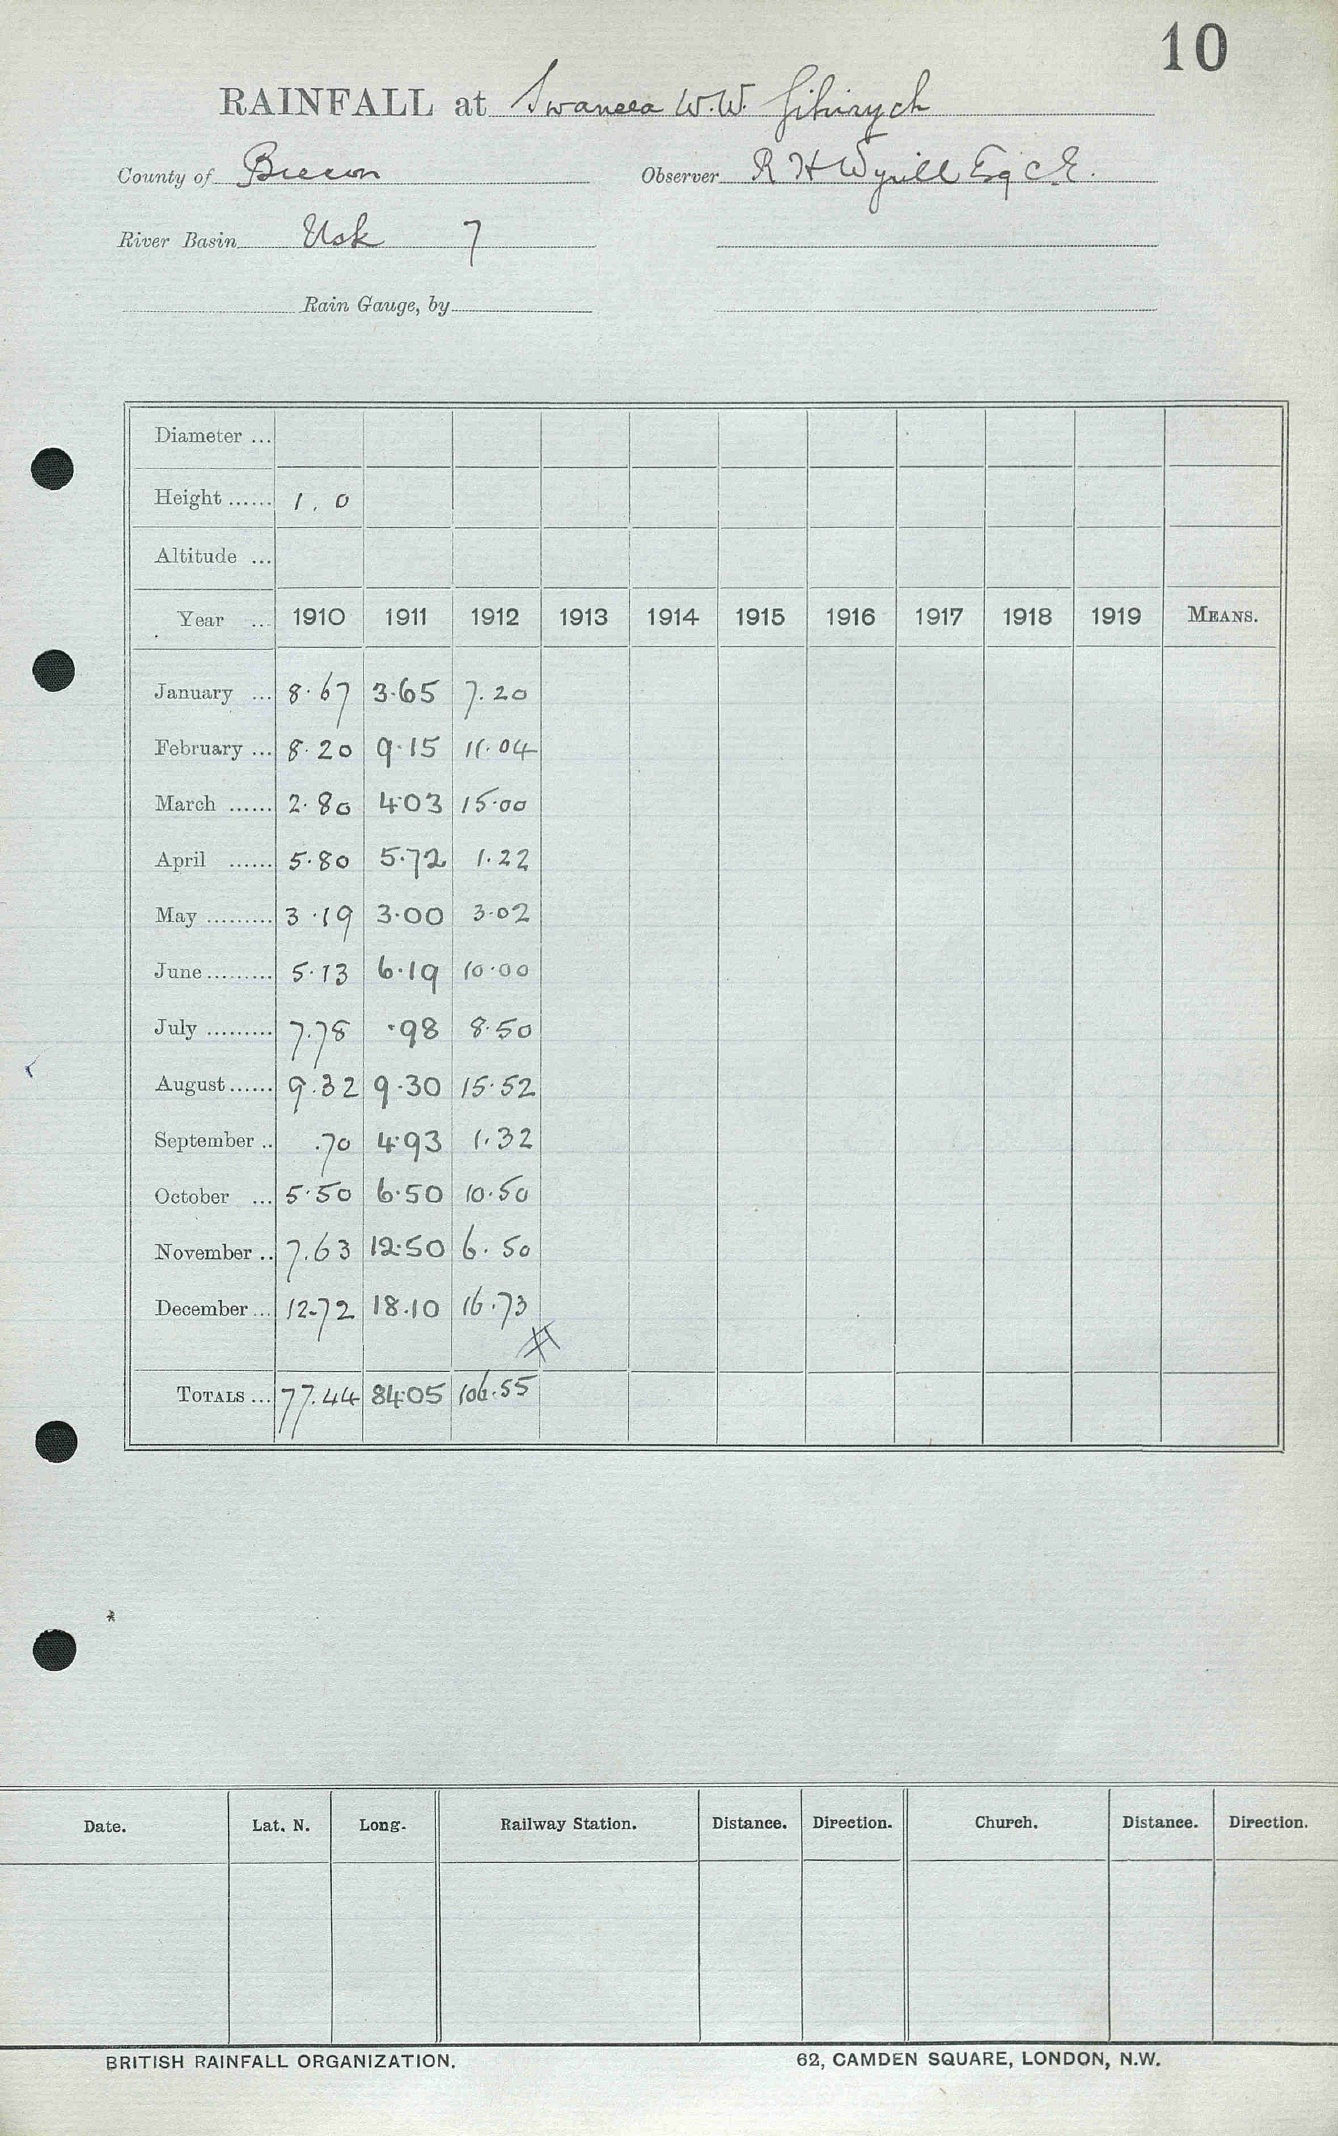 10
RAINFALL at Swansea W.W. Gihirych
County of Brecon Observer R H Wyrill Esq C.E.
River Basin Usk 7
Rain Gauge, by
Diameter ...
Height ...... 1. 0
Altitude ...
Year ... 1910 1911 1912 1913 1914 1915 1916 1917 1918 1919 MEANS.
January ... 8.67 3.65 7.20
February ... 8.20 9.15 11.04
March ...... 2.80 4.03 15.00
April ...... 5.80 5.72 1.22
May ......... 3.19 3.00 3.02
June ......... 5.13 6.19 10.00
July ......... 7.78 .98 8.50
August ...... 9.32 9.30 15.52
September .. .70 4.93 1.32
October ... 5.50 6.50 10.50
November .. 7.63 12.50 6.50
December ... 12.72 18.10 16.73
TOTALS ... 77.44 84.05 106.55
Date. Lat. N. Long. Railway Station. Distance. Direction. Church. Distance. Direction.
BRITISH RAINFALL ORGANIZATION. 62, CAMDEN SQUARE, LONDON, N.W.